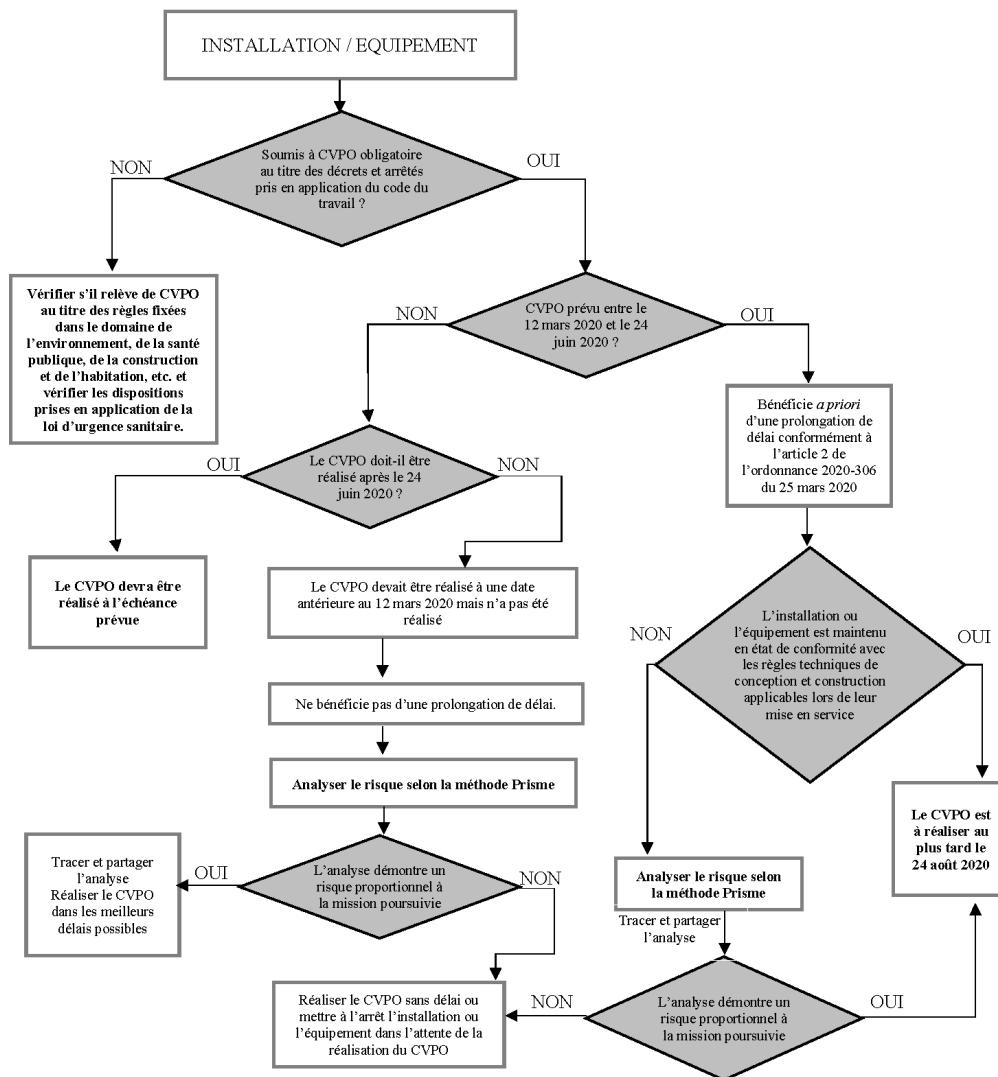 INSTALLATION / EQUIPEMENT
Soumis à CVPO obligatoire
au titre des décrets et arrêtés
pris en application du code du
travail ?
NON
OUI
Vérifier s’il relève de CVPO
au titre des règles fixées
dans le domaine de
l’environnement, de la santé
publique, de la construction
et de l’habitation, etc. et
vérifier les dispositions
prises en application de la
loi d’urgence sanitaire.
CVPO prévu entre le
12 mars 2020 et le 24
juin 2020 ?
NON
OUI
Bénéficie a priori
d’une prolongation de
délai conformément à
l’article 2 de
l’ordonnance 2020-306
du 25 mars 2020
Le CVPO doit-il être
réalisé après le 24
juin 2020 ?
OUI
NON
Le CVPO devra être
réalisé à l’échéance
prévue
Le CVPO devait être réalisé à une date
antérieure au 12 mars 2020 mais n’a pas été
réalisé
Ne bénéficie pas d’une prolongation de délai.
Analyser le risque selon la méthode Prisme
L’analyse démontre un
risque proportionnel à
la mission poursuivie
OUI
NON
Tracer et partager
l’analyse
Réaliser le CVPO
dans les meilleurs
délais possibles
Réaliser le CVPO sans délai ou
mettre à l’arrêt l’installation ou
l’équipement dans l’attente de la
réalisation du CVPO
L’installation ou
l’équipement est maintenu
en état de conformité avec
les règles techniques de
conception et construction
applicables lors de leur
mise en service
NON
OUI
Le CVPO est
à réaliser au
plus tard le
24 août 2020
Analyser le risque selon
la méthode Prisme
Tracer et partager
l’analyse
L’analyse démontre un
risque proportionnel à
la mission poursuivie
NON
OUI